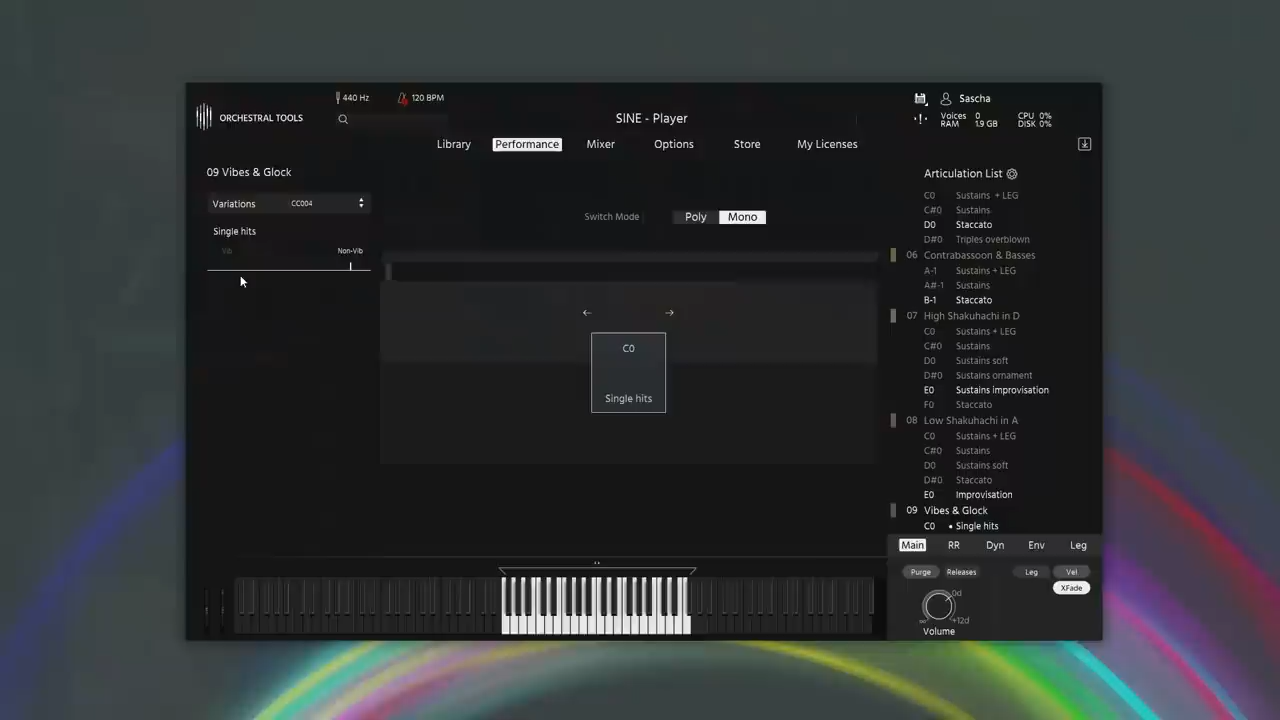 440 Hz
120 BPM
Sascha
ORCHESTRAL TOOLS
SINE - Player
Voices 0
RAM 1.9 GB
CPU 0%
DISK 0%
Library
Performance
Mixer
Options
Store
My Licenses
09 Vibes & Glock
Variations CC004
Single hits
Vib
Non-Vib
Switch Mode
Poly
Mono
C0
Single hits
Articulation List
C0 Sustains + LEG
C#0 Sustains
D0 Staccato
D#0 Triples overblown
06 Contrabassoon & Basses
A-1 Sustains + LEG
A#-1 Sustains
B-1 Staccato
07 High Shakuhachi in D
C0 Sustains + LEG
C#0 Sustains
D0 Sustains soft
D#0 Sustains ornament
E0 Sustains improvisation
F0 Staccato
08 Low Shakuhachi in A
C0 Sustains + LEG
C#0 Sustains
D0 Sustains soft
D#0 Staccato
E0 Improvisation
09 Vibes & Glock
C0 • Single hits
Main
RR
Dyn
Env
Leg
Purge
Releases
Leg
Vel
XFade
0d
∞
+12d
Volume